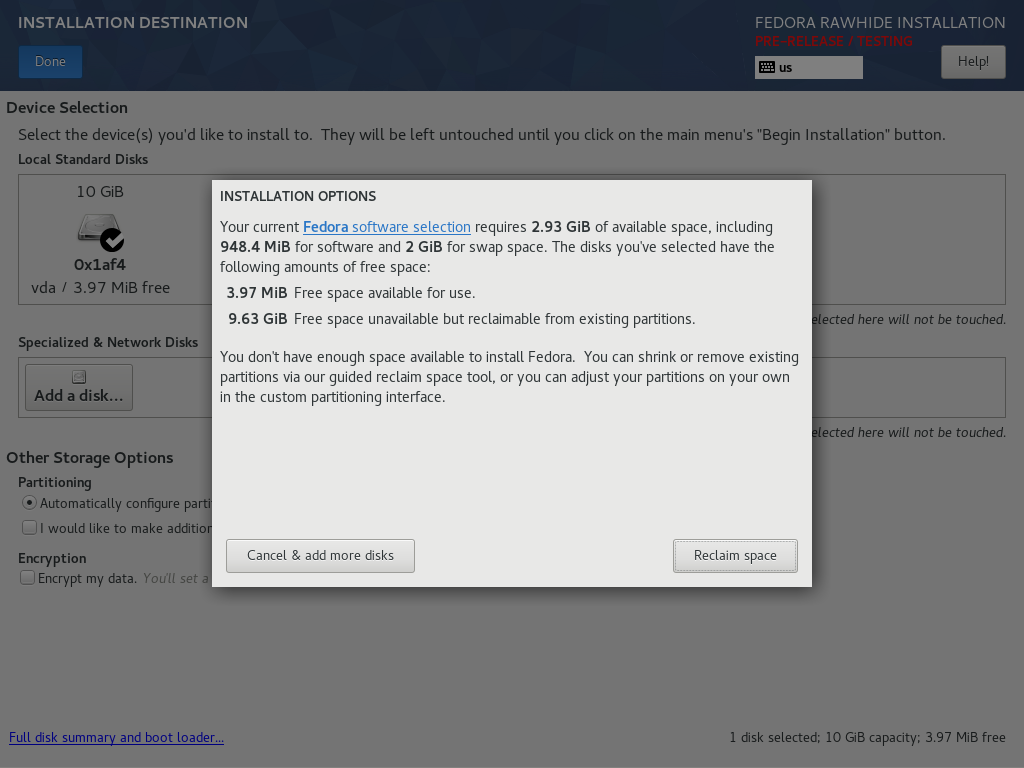 INSTALLATION DESTINATION
FEDORA RAWHIDE INSTALLATION
PRE-RELEASE / TESTING
Done
us
Help!
Device Selection
Select the device(s) you'd like to install to.  They will be left untouched until you click on the main menu's "Begin Installation" button.
Local Standard Disks
10 GiB
0x1af4
vda / 3.97 MiB free
elected here will not be touched.
Specialized & Network Disks
Add a disk...
elected here will not be touched.
Other Storage Options
Partitioning
Automatically configure parti
I would like to make addition
Encryption
Encrypt my data. You'll set a
INSTALLATION OPTIONS
Your current Fedora software selection requires 2.93 GiB of available space, including
948.4 MiB for software and 2 GiB for swap space. The disks you've selected have the
following amounts of free space:
3.97 MiB Free space available for use.
9.63 GiB Free space unavailable but reclaimable from existing partitions.
You don't have enough space available to install Fedora.  You can shrink or remove existing
partitions via our guided reclaim space tool, or you can adjust your partitions on your own
in the custom partitioning interface.
Cancel & add more disks
Reclaim space
Full disk summary and boot loader...
1 disk selected; 10 GiB capacity; 3.97 MiB free